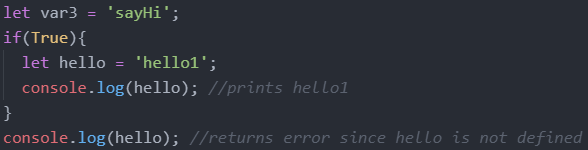 let var3 = 'sayHi';
if(True){
  let hello = 'hello1';
  console.log(hello); //prints hello1
}
console.log(hello); //returns error since hello is not defined